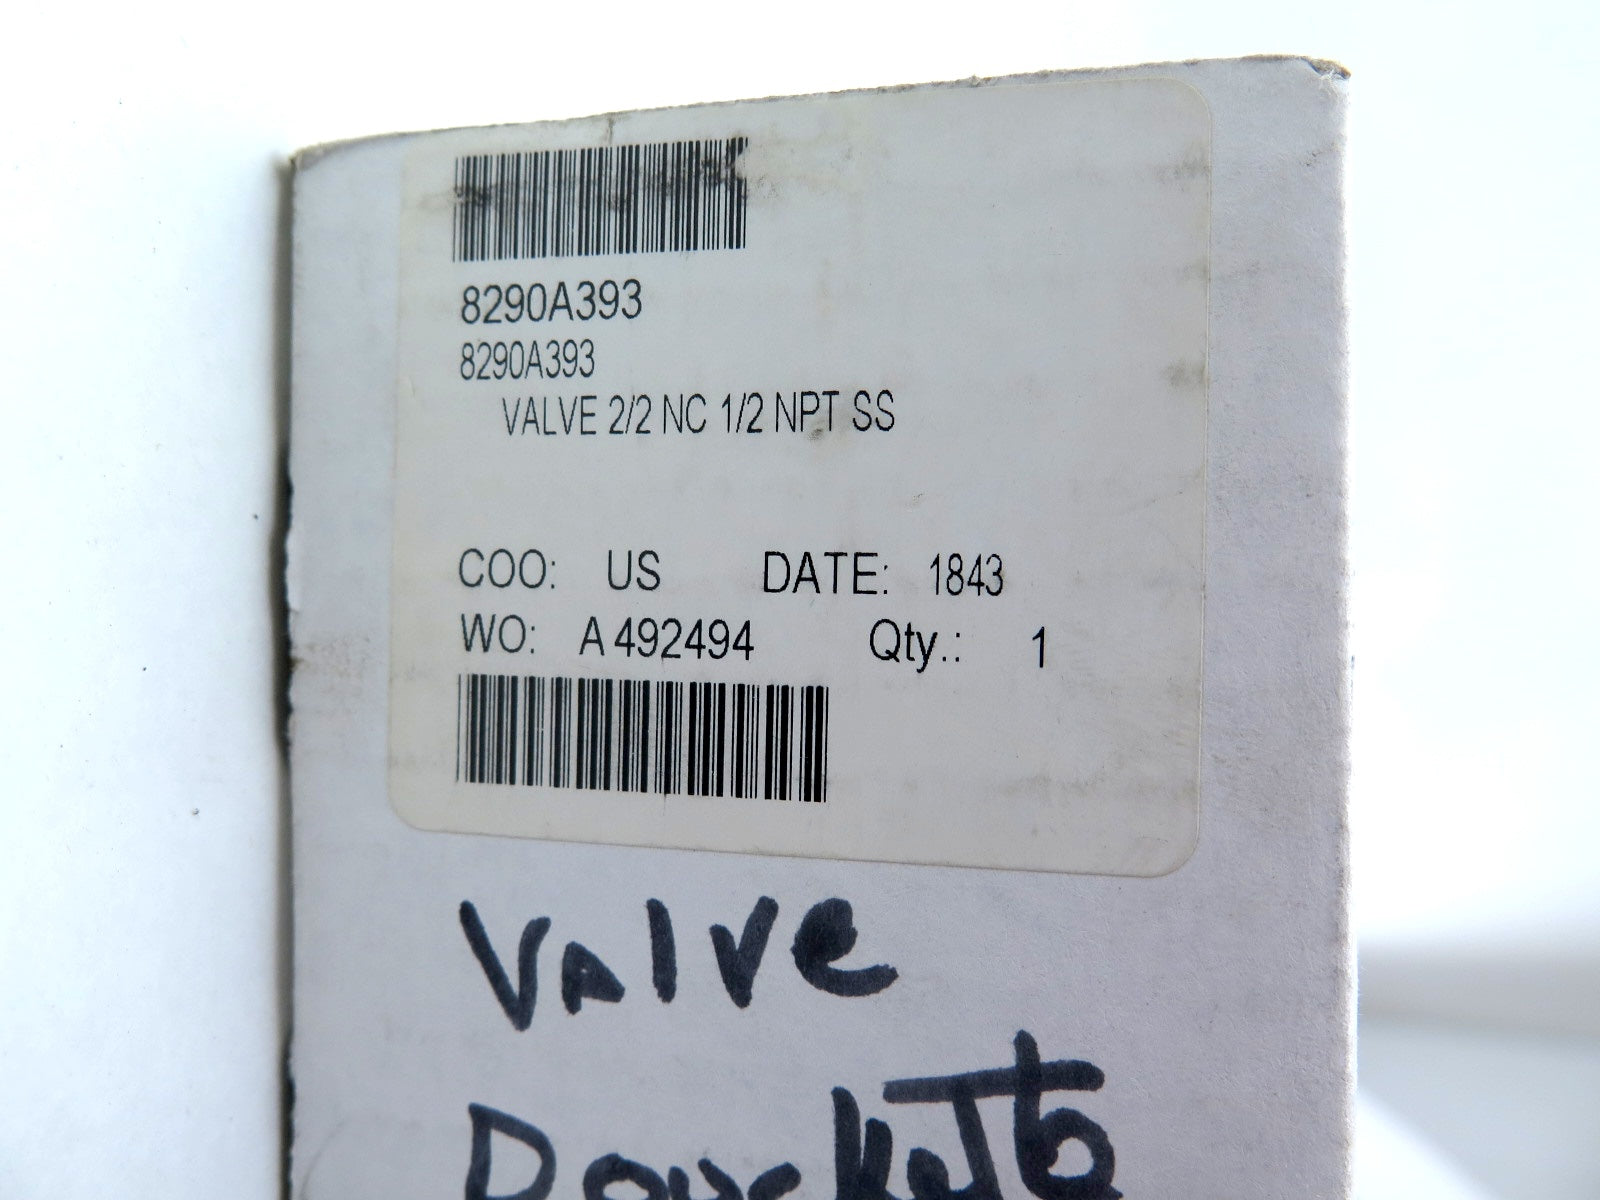 8290A393
8290A393
VALVE 2/2 NC 1/2 NPT SS
COO: US DATE: 1843
WO: A 492494 Qty.: 1
Valve